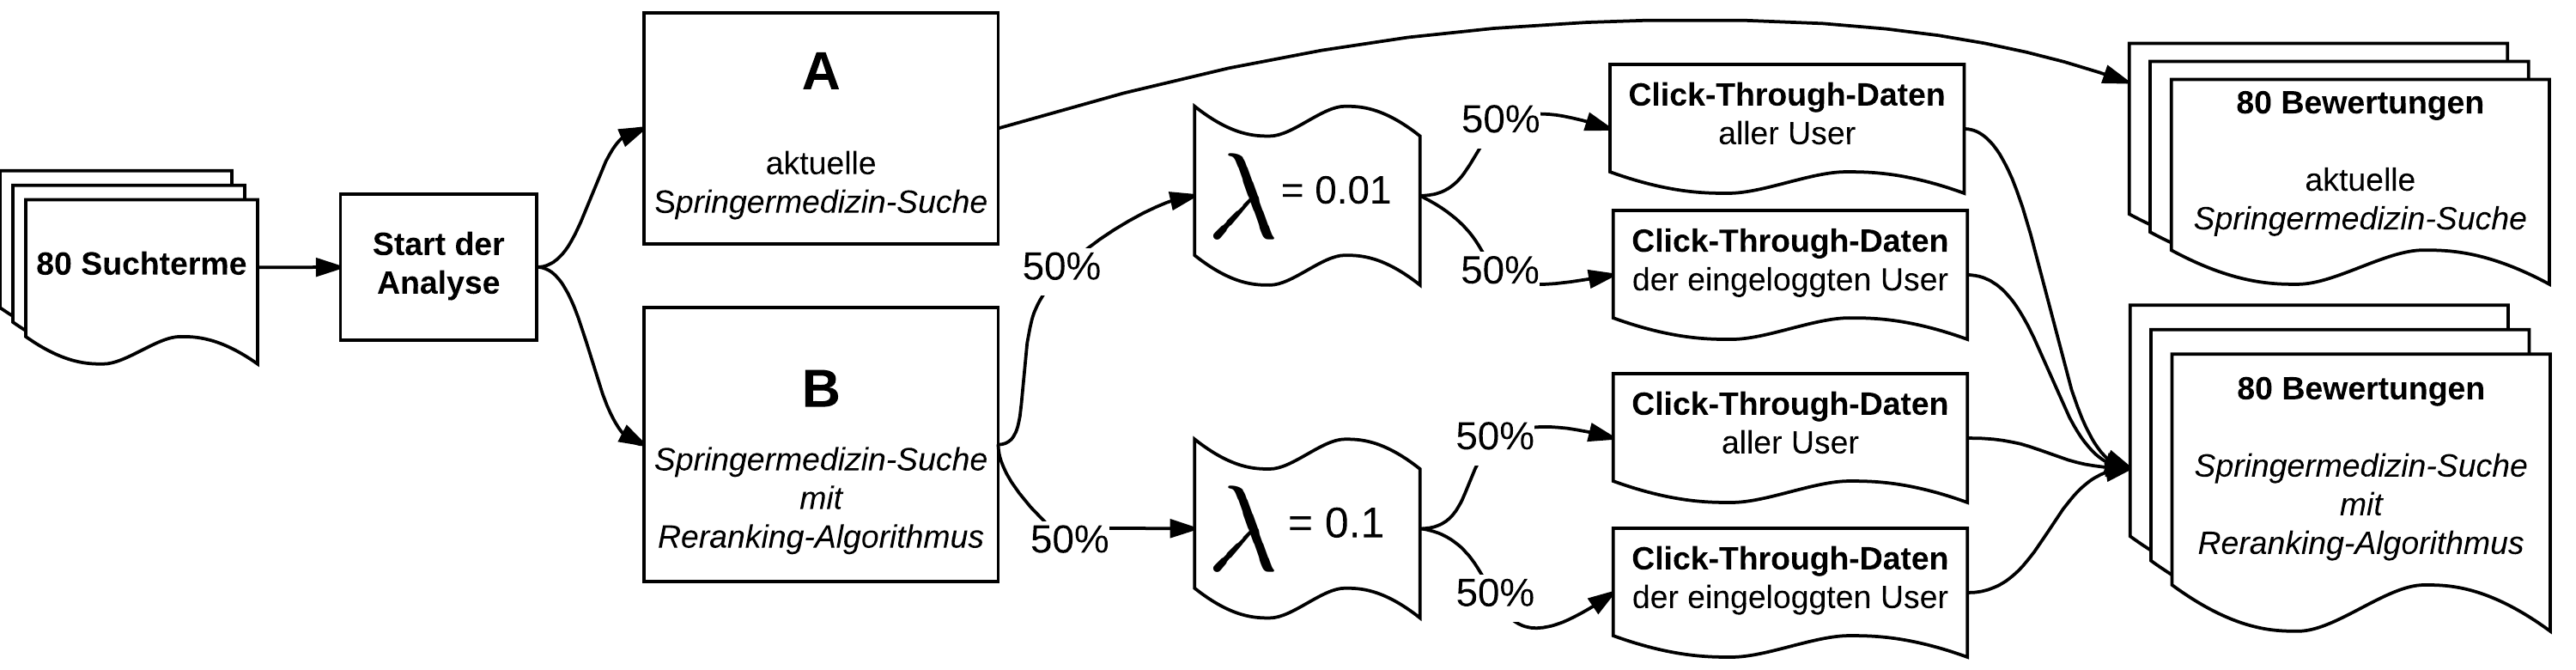 80 Suchterme
Start der
Analyse
A
aktuelle
Springermedizin-Suche
B
Springermedizin-Suche
mit
Reranking-Algorithmus
50%
50%
λ = 0.01
λ = 0.1
50%
50%
50%
50%
Click-Through-Daten
aller User
Click-Through-Daten
der eingeloggten User
Click-Through-Daten
aller User
Click-Through-Daten
der eingeloggten User
80 Bewertungen
aktuelle
Springermedizin-Suche
80 Bewertungen
Springermedizin-Suche
mit
Reranking-Algorithmus